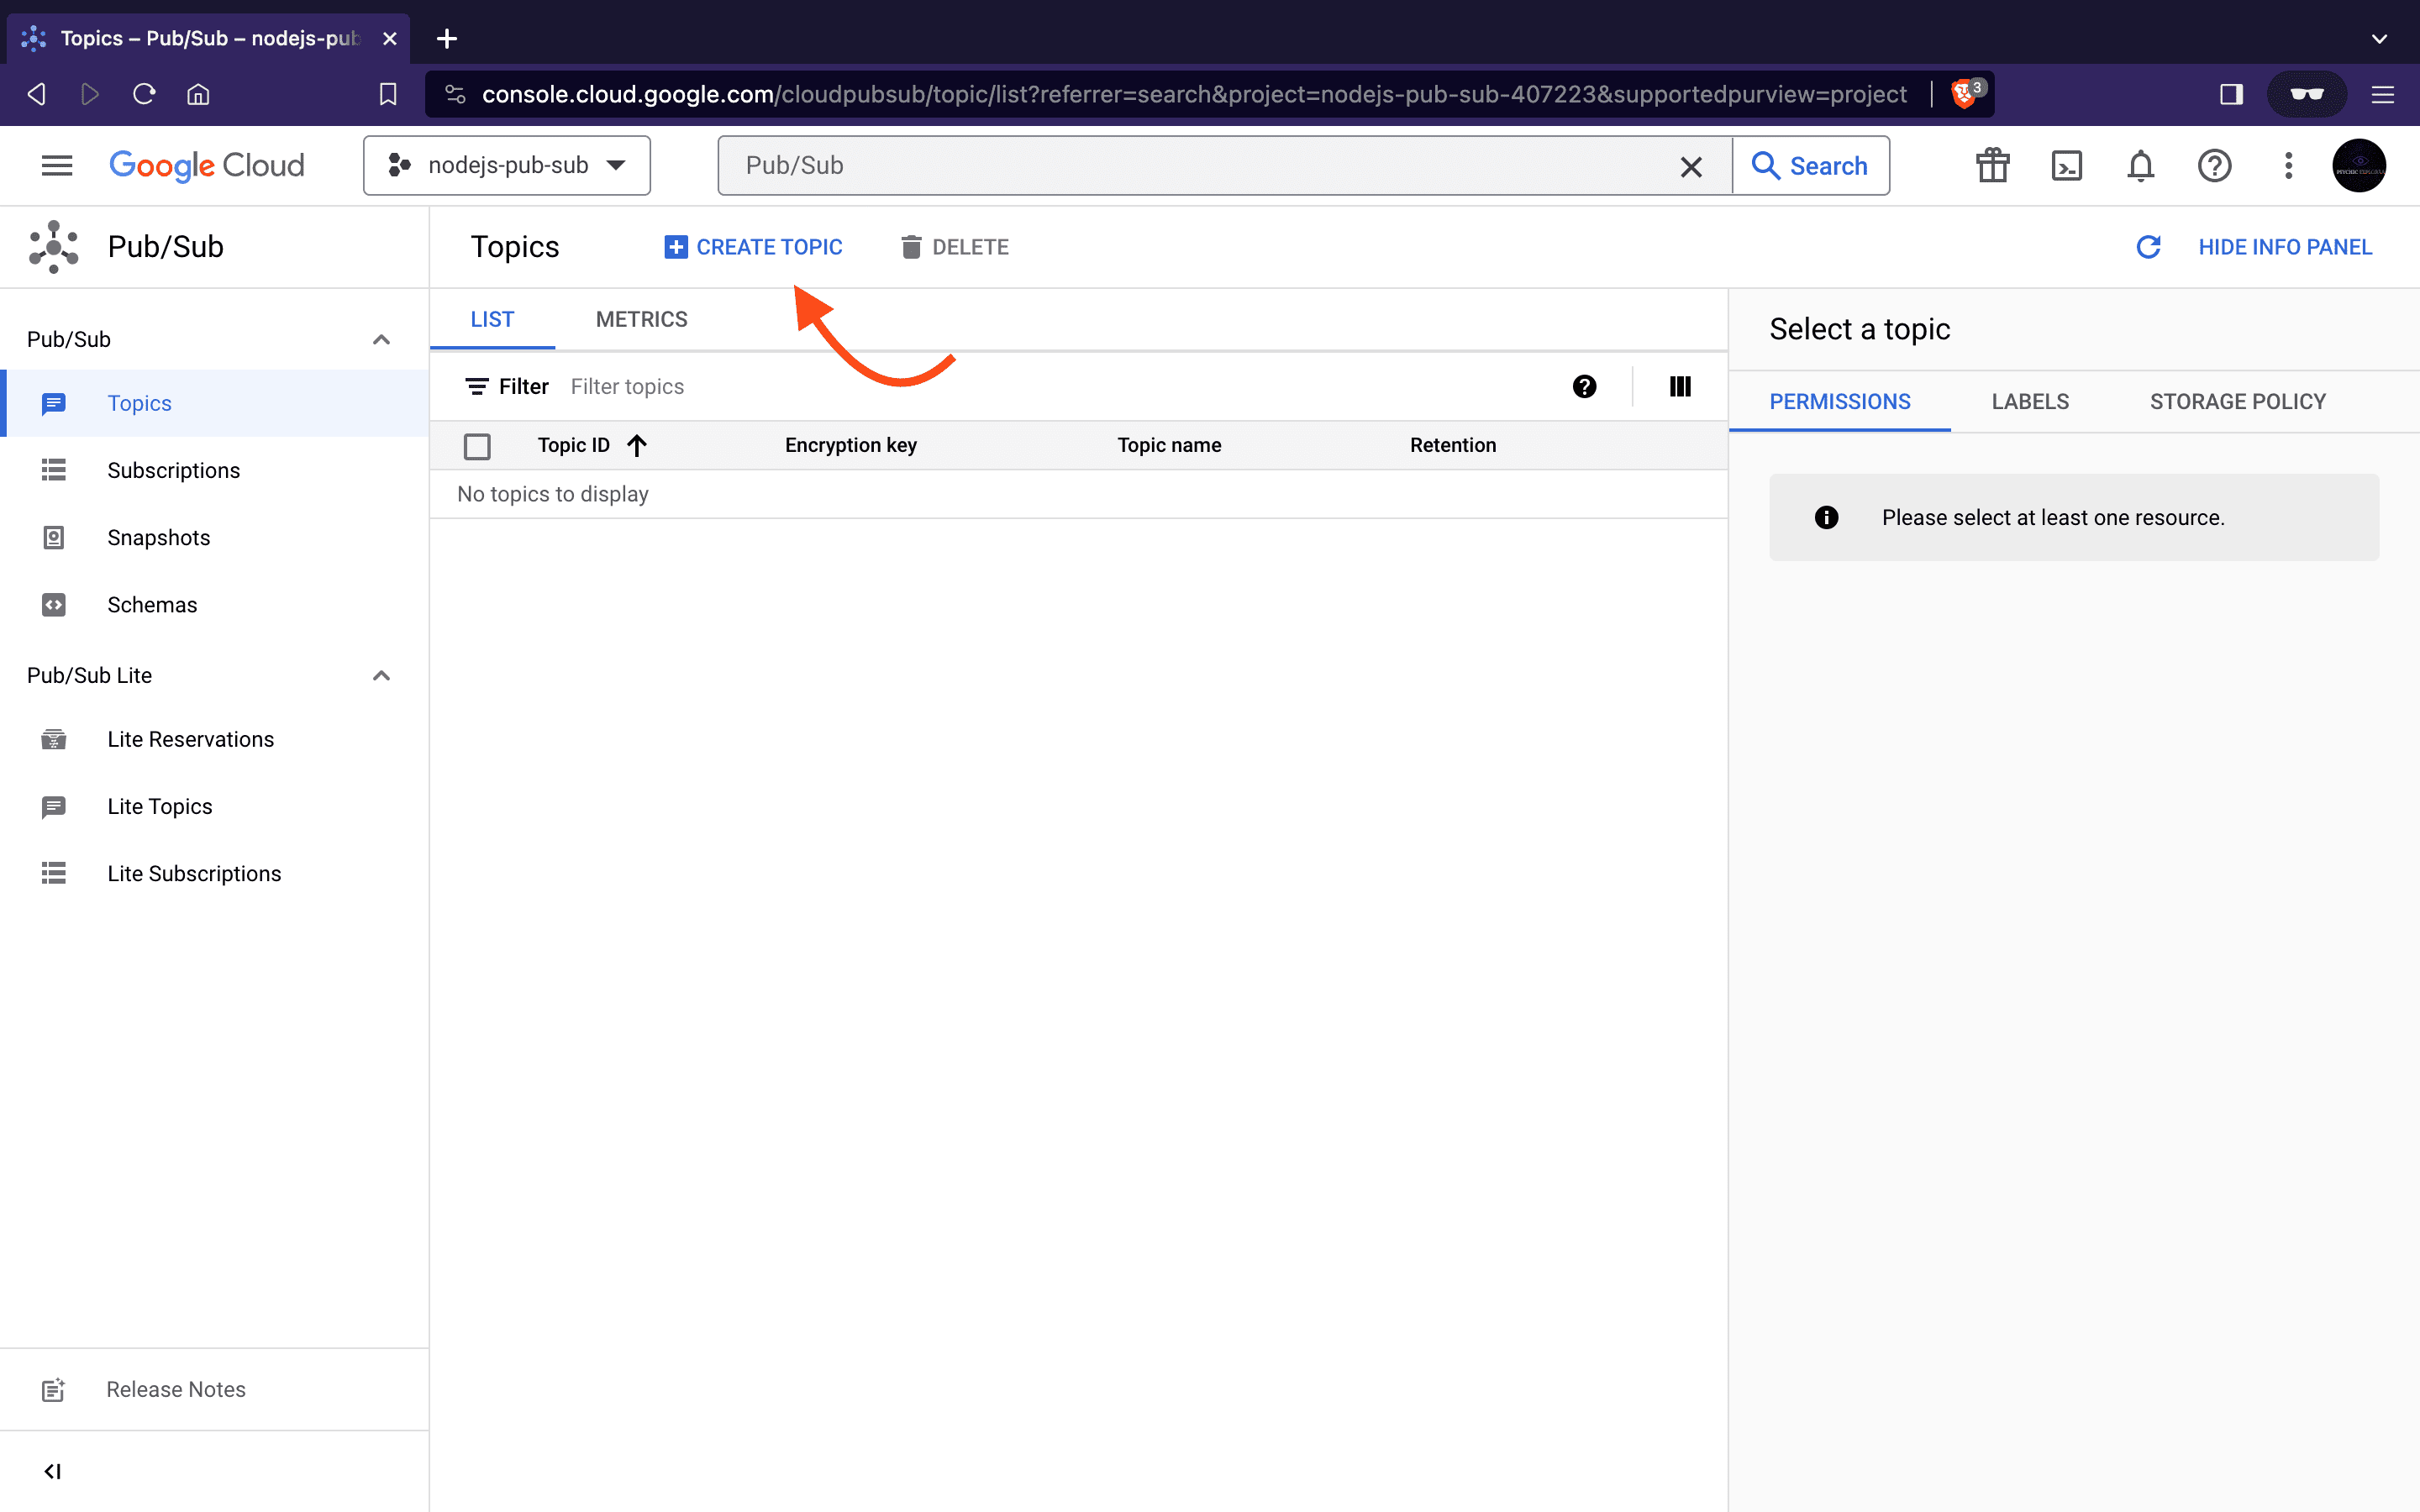 Topics – Pub/Sub – nodejs-pub
console.cloud.google.com/cloudpubsub/topic/list?referrer=search&project=nodejs-pub-sub-407223&supportedpurview=project
3
Google Cloud
nodejs-pub-sub
Pub/Sub
Search
Pub/Sub
Topics
CREATE TOPIC
DELETE
HIDE INFO PANEL
Pub/Sub
Topics
Subscriptions
Snapshots
Schemas
Pub/Sub Lite
Lite Reservations
Lite Topics
Lite Subscriptions
Release Notes
LIST
METRICS
Filter
Filter topics
Topic ID
Encryption key
Topic name
Retention
No topics to display
Select a topic
PERMISSIONS
LABELS
STORAGE POLICY
Please select at least one resource.